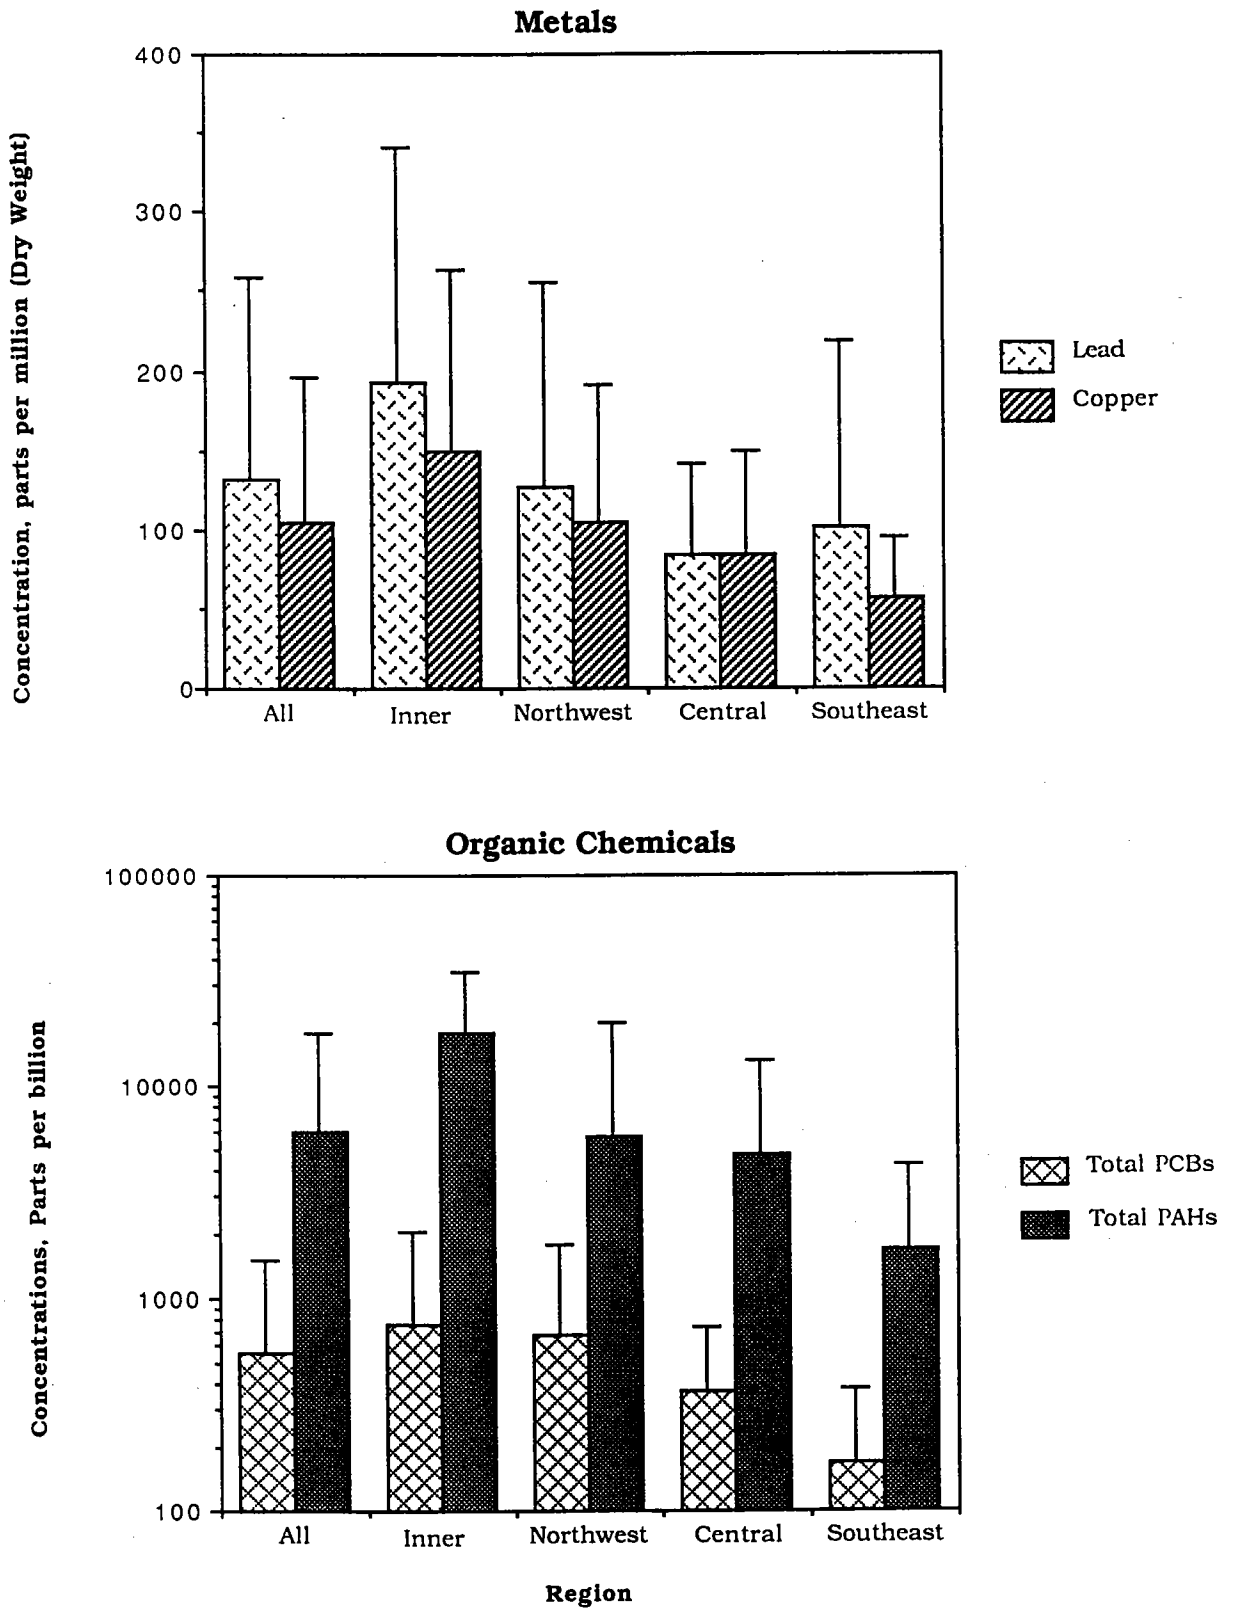 Metals
Concentration, parts per million (Dry Weight)
400
300
200
100
0
All Inner Northwest Central Southeast
Lead
Copper
Organic Chemicals
Concentrations, Parts per billion
100000
10000
1000
100
All Inner Northwest Central Southeast
Total PCBs
Total PAHs
Region